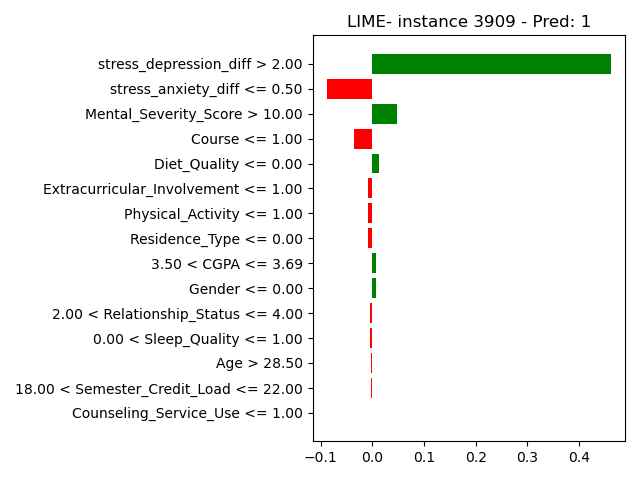 LIME- instance 3909 - Pred: 1
stress_depression_diff > 2.00
stress_anxiety_diff <= 0.50
Mental_Severity_Score > 10.00
Course <= 1.00
Diet_Quality <= 0.00
Extracurricular_Involvement <= 1.00
Physical_Activity <= 1.00
Residence_Type <= 0.00
3.50 < CGPA <= 3.69
Gender <= 0.00
2.00 < Relationship_Status <= 4.00
0.00 < Sleep_Quality <= 1.00
Age > 28.50
18.00 < Semester_Credit_Load <= 22.00
Counseling_Service_Use <= 1.00
−0.1 0.0 0.1 0.2 0.3 0.4